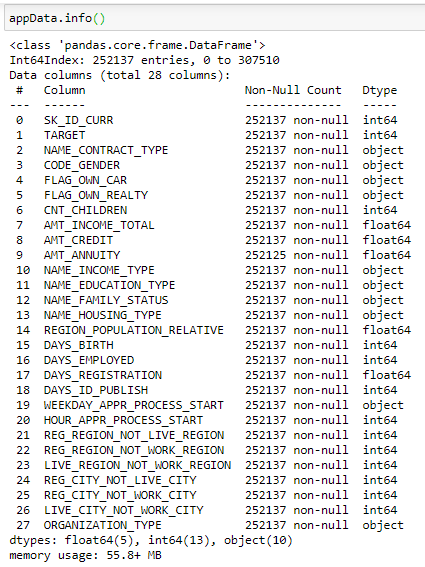 appData.info()
<class 'pandas.core.frame.DataFrame'>
Int64Index: 252137 entries, 0 to 307510
Data columns (total 28 columns):
 #   Column                       Non-Null Count   Dtype
---  ------                       --------------   -----
 0   SK_ID_CURR                   252137 non-null  int64
 1   TARGET                       252137 non-null  int64
 2   NAME_CONTRACT_TYPE           252137 non-null  object
 3   CODE_GENDER                  252137 non-null  object
 4   FLAG_OWN_CAR                 252137 non-null  object
 5   FLAG_OWN_REALTY              252137 non-null  object
 6   CNT_CHILDREN                 252137 non-null  int64
 7   AMT_INCOME_TOTAL             252137 non-null  float64
 8   AMT_CREDIT                   252137 non-null  float64
 9   AMT_ANNUITY                  252125 non-null  float64
 10  NAME_INCOME_TYPE             252137 non-null  object
 11  NAME_EDUCATION_TYPE          252137 non-null  object
 12  NAME_FAMILY_STATUS           252137 non-null  object
 13  NAME_HOUSING_TYPE            252137 non-null  object
 14  REGION_POPULATION_RELATIVE   252137 non-null  float64
 15  DAYS_BIRTH                   252137 non-null  int64
 16  DAYS_EMPLOYED                252137 non-null  int64
 17  DAYS_REGISTRATION            252137 non-null  float64
 18  DAYS_ID_PUBLISH              252137 non-null  int64
 19  WEEKDAY_APPR_PROCESS_START   252137 non-null  object
 20  HOUR_APPR_PROCESS_START      252137 non-null  int64
 21  REG_REGION_NOT_LIVE_REGION   252137 non-null  int64
 22  REG_REGION_NOT_WORK_REGION   252137 non-null  int64
 23  LIVE_REGION_NOT_WORK_REGION  252137 non-null  int64
 24  REG_CITY_NOT_LIVE_CITY       252137 non-null  int64
 25  REG_CITY_NOT_WORK_CITY       252137 non-null  int64
 26  LIVE_CITY_NOT_WORK_CITY      252137 non-null  int64
 27  ORGANIZATION_TYPE            252137 non-null  object
dtypes: float64(5), int64(13), object(10)
memory usage: 55.8+ MB